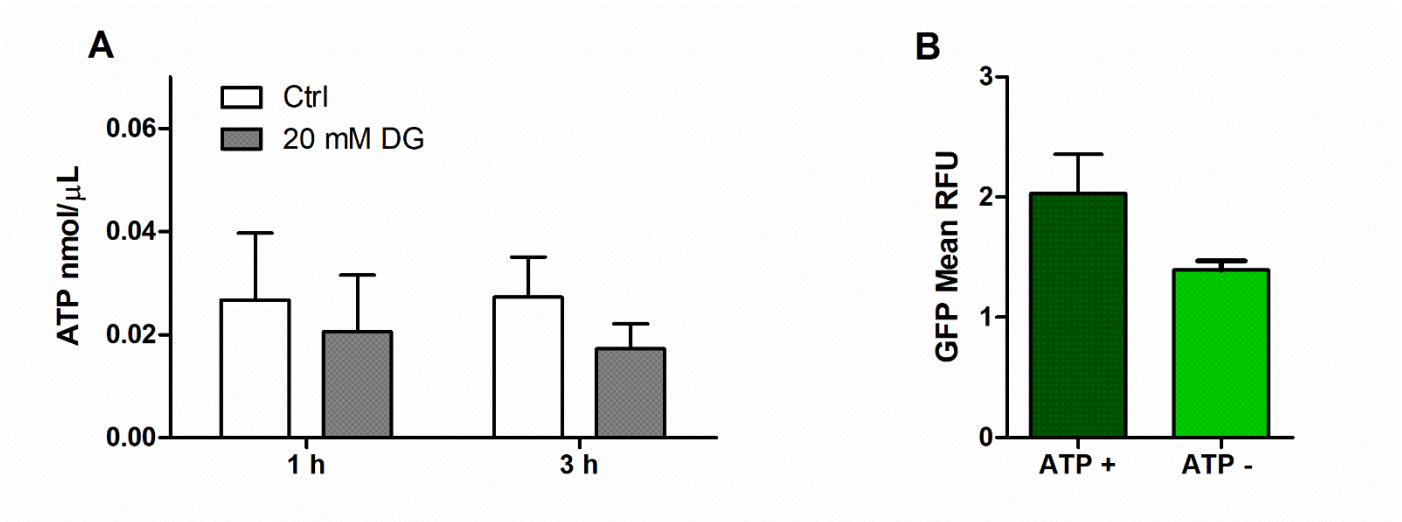 A
Ctrl
20 mM DG
ATP nmol/µL
0.06
0.04
0.02
0.00
1 h
3 h
B
GFP Mean RFU
3
2
1
0
ATP +
ATP -